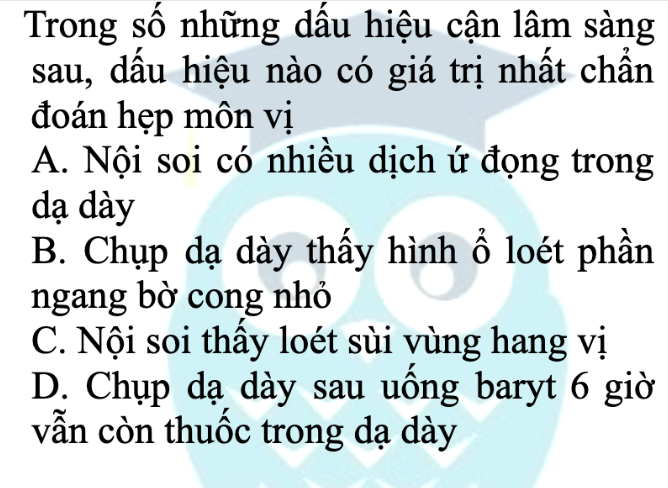 Trong số những dấu hiệu cận lâm sàng
sau, dấu hiệu nào có giá trị nhất chẩn
đoán hẹp môn vị
A. Nội soi có nhiều dịch ứ đọng trong
dạ dày
B. Chụp dạ dày thấy hình ổ loét phần
ngang bờ cong nhỏ
C. Nội soi thấy loét sùi vùng hang vị
D. Chụp dạ dày sau uống baryt 6 giờ
vẫn còn thuốc trong dạ dày